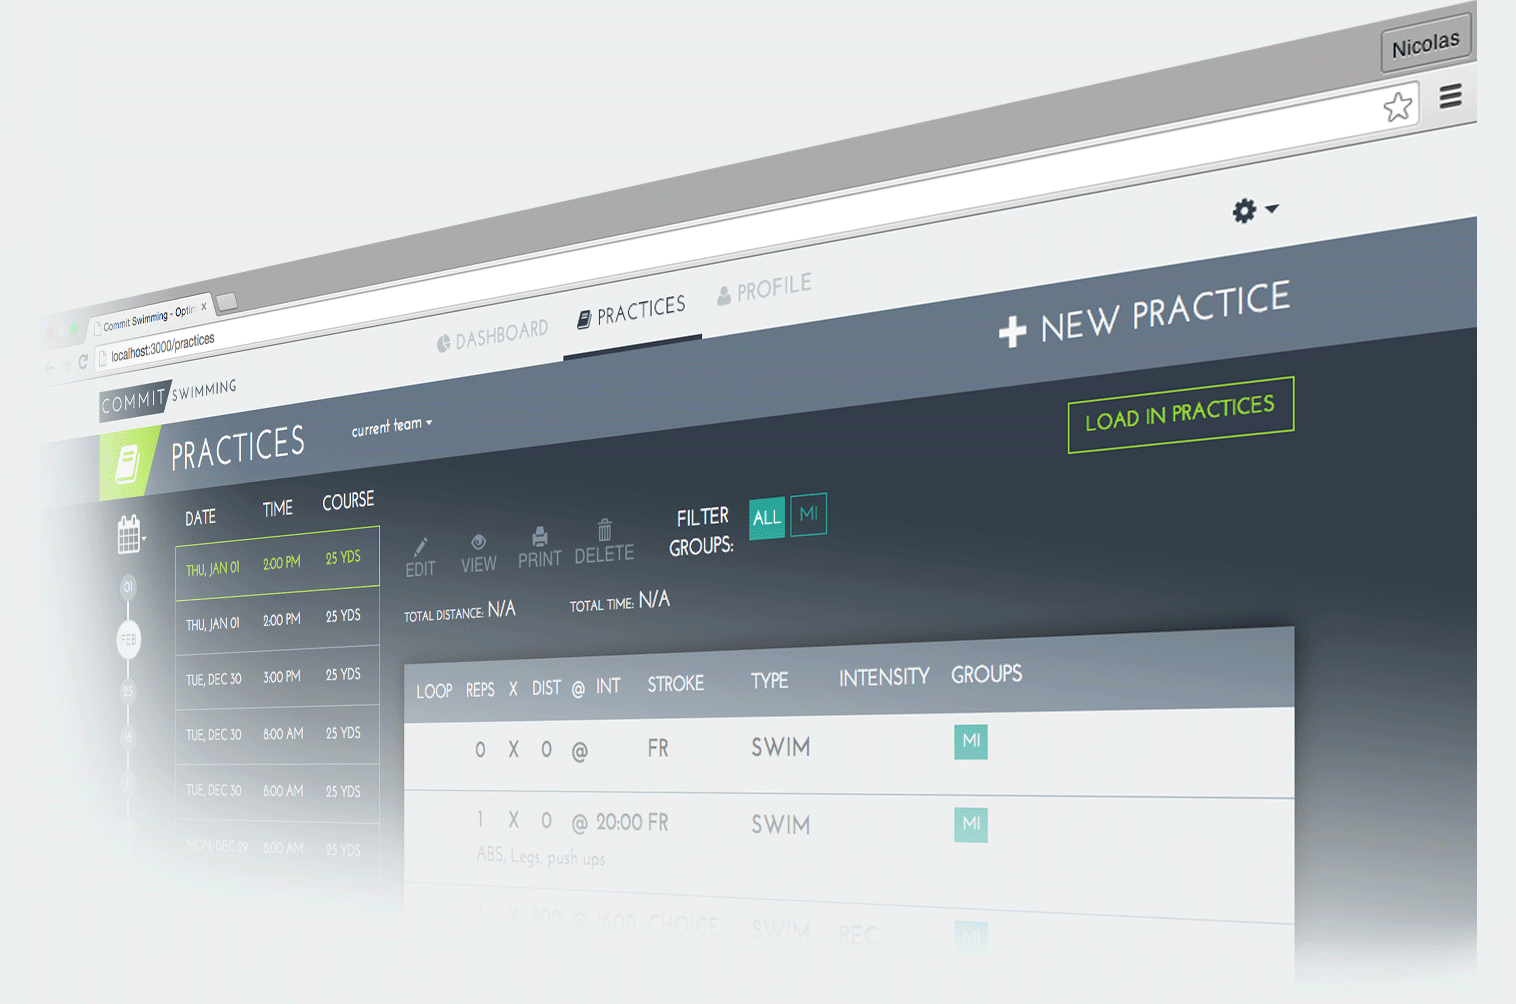 Nicolas
Commit Swimming - Optim
localhost:3000/practices
DASHBOARD
PRACTICES
PROFILE
COMMIT SWIMMING
PRACTICES
current team
NEW PRACTICE
LOAD IN PRACTICES
DATE TIME COURSE
THU, JAN 01 2:00 PM 25 YDS
THU, JAN 01 2:00 PM 25 YDS
TUE, DEC 30 3:00 PM 25 YDS
TUE, DEC 30 8:00 AM 25 YDS
TUE, DEC 30 8:00 AM 25 YDS
MON, DEC 29 8:00 AM 25 YDS
01
FEB
25
18
EDIT
VIEW
PRINT
DELETE
FILTER
GROUPS:
ALL
MI
TOTAL DISTANCE: N/A
TOTAL TIME: N/A
LOOP REPS X DIST @ INT STROKE TYPE INTENSITY GROUPS
0 X 0 @ FR SWIM MI
1 X 0 @ 20:00 FR SWIM MI
ABS, Legs, push ups
1 X 800 @ 16:00 CHOICE SWIM REC MI